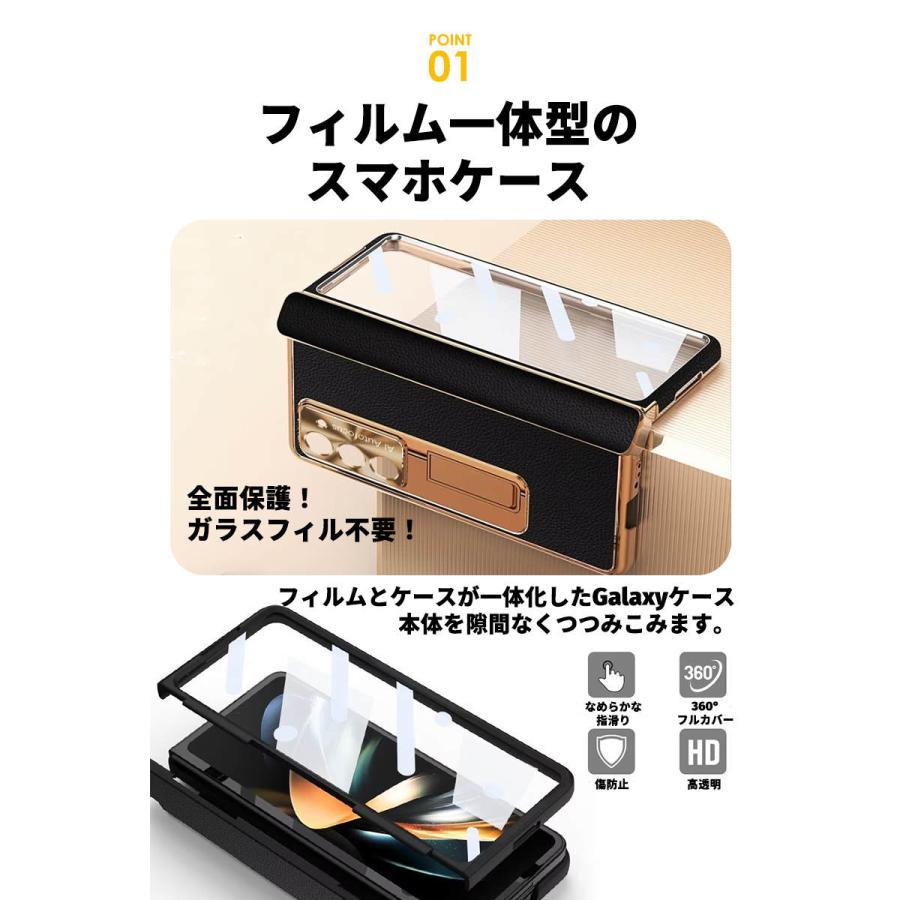 POINT
01
フィルム一体型の
スマホケース
AI Autofocus
全面保護！
ガラスフィル不要！
フィルムとケースが一体化したGalaxyケース
本体を隙間なくつつみこみます。
なめらかな
指滑り
360°
360°
フルカバー
傷防止
HD
高透明